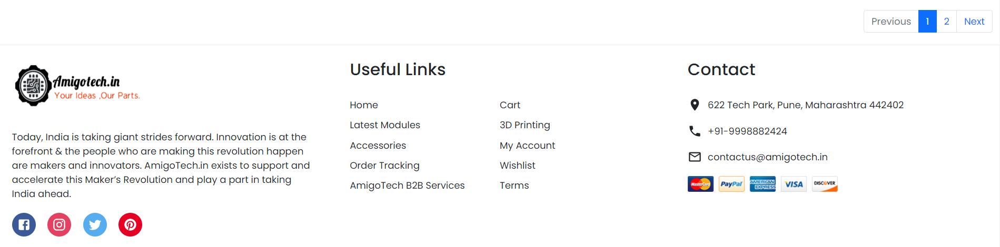 Previous 1 2 Next
Amigotech.in
Your Ideas ,Our Parts.
Today, India is taking giant strides forward. Innovation is at the
forefront & the people who are making this revolution happen
are makers and innovators. AmigoTech.in exists to support and
accelerate this Maker’s Revolution and play a part in taking
India ahead.
Useful Links
Home
Latest Modules
Accessories
Order Tracking
AmigoTech B2B Services
Cart
3D Printing
My Account
Wishlist
Terms
Contact
622 Tech Park, Pune, Maharashtra 442402
+91-9998882424
contactus@amigotech.in
MasterCard PayPal AMERICAN EXPRESS VISA DISCOVER